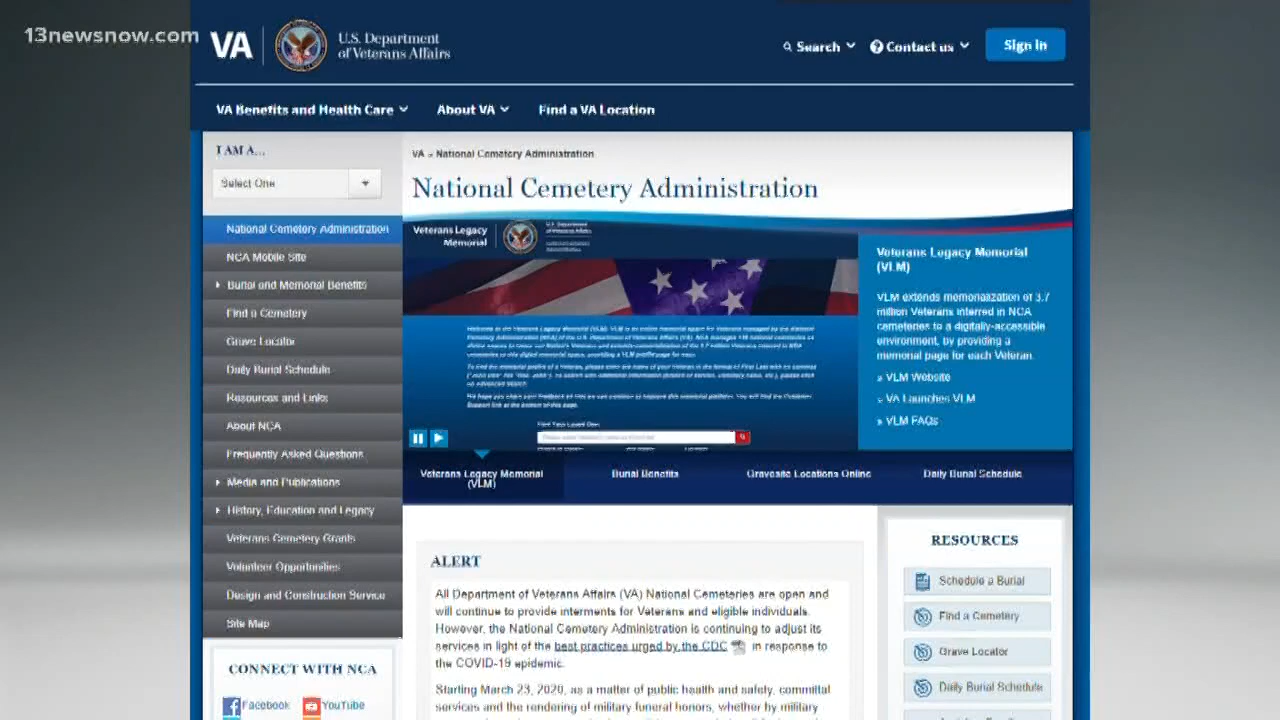 13newsnow.com
VA
U.S. Department
of Veterans Affairs
Search
Contact us
Sign In
VA Benefits and Health Care
About VA
Find a VA Location
I AM A...
Select One
National Cemetery Administration
NCA Mobile Site
Burial and Memorial Benefits
Find a Cemetery
Grave Locator
Daily Burial Schedule
Resources and Links
About NCA
Frequently Asked Questions
Media and Publications
History, Education and Legacy
Veterans Cemetery Grants
Volunteer Opportunities
Design and Construction Service
Site Map
CONNECT WITH NCA
Facebook
YouTube
VA » National Cemetery Administration
National Cemetery Administration
Veterans Legacy
Memorial
U.S. Department
of Veterans Affairs
Veterans Legacy Memorial
(VLM)
VLM extends memorialization of 3.7
million Veterans interred in NCA
cemeteries to a digitally-accessible
environment, by providing a
memorial page for each Veteran.
» VLM Website
» VA Launches VLM
» VLM FAQs
Veterans Legacy Memorial
(VLM)
Burial Benefits
Gravesite Locations Online
Daily Burial Schedule
ALERT
All Department of Veterans Affairs (VA) National Cemeteries are open and
will continue to provide interments for Veterans and eligible individuals.
However, the National Cemetery Administration is continuing to adjust its
services in light of the best practices urged by the CDC in response to
the COVID-19 epidemic.
Starting March 23, 2020, as a matter of public health and safety, committal
services and the rendering of military funeral honors, whether by military
RESOURCES
Schedule a Burial
Find a Cemetery
Grave Locator
Daily Burial Schedule